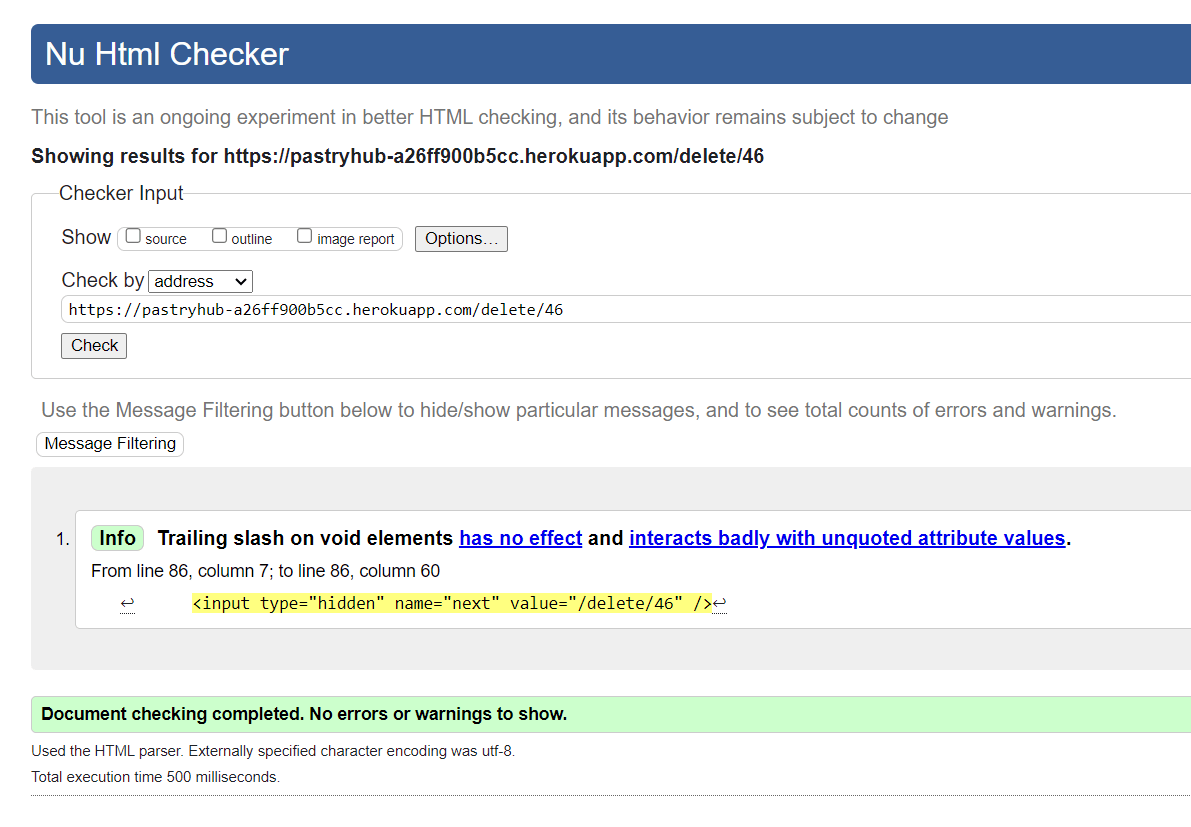 Nu Html Checker
This tool is an ongoing experiment in better HTML checking, and its behavior remains subject to change
Showing results for https://pastryhub-a26ff900b5cc.herokuapp.com/delete/46
Checker Input
Show source outline image report Options...
Check by address
https://pastryhub-a26ff900b5cc.herokuapp.com/delete/46
Check
Use the Message Filtering button below to hide/show particular messages, and to see total counts of errors and warnings.
Message Filtering
1. Info Trailing slash on void elements has no effect and interacts badly with unquoted attribute values.
From line 86, column 7; to line 86, column 60
↩ <input type="hidden" name="next" value="/delete/46" />↩
Document checking completed. No errors or warnings to show.
Used the HTML parser. Externally specified character encoding was utf-8.
Total execution time 500 milliseconds.